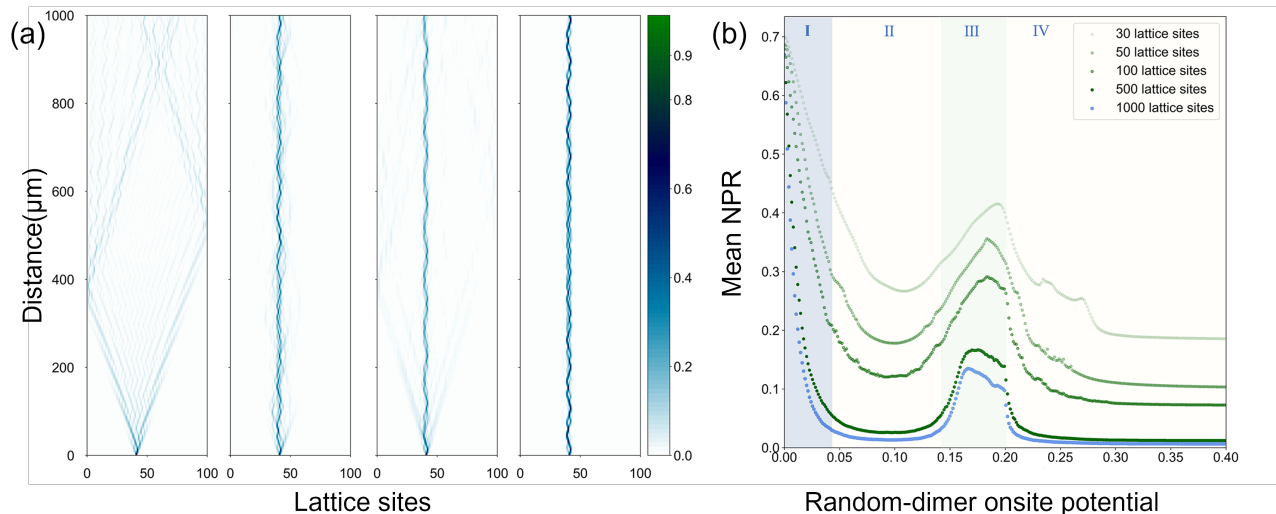 (a)
1000
800
600
400
200
0
Distance(μm)
0 50 100
0 50 100
0 50 100
0 50 100
Lattice sites
0.9
0.8
0.6
0.4
0.2
0.0
(b)
I II III IV
30 lattice sites
50 lattice sites
100 lattice sites
500 lattice sites
1000 lattice sites
0.7
0.6
0.5
0.4
0.3
0.2
0.1
0.0
Mean NPR
0.00 0.05 0.10 0.15 0.20 0.25 0.30 0.35 0.40
Random-dimer onsite potential